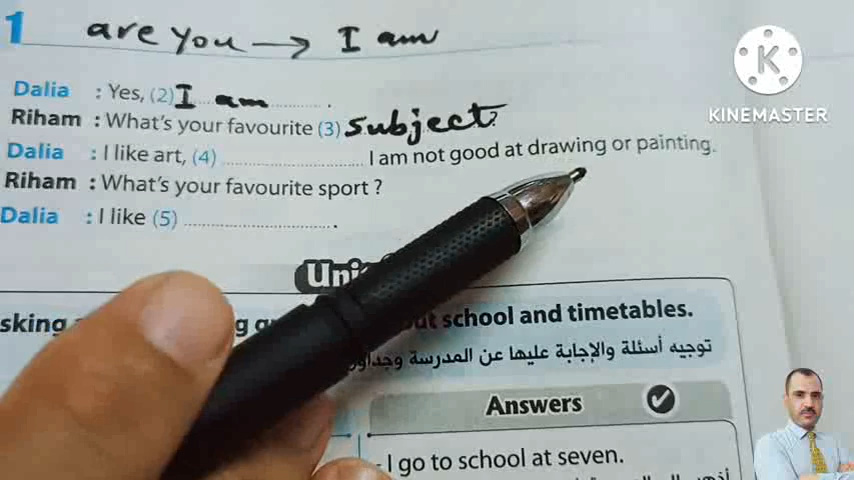 1 are you → I am
KINEMASTER
Dalia : Yes, (2) I am .
Riham : What's your favourite (3) subject?
Dalia : I like art, (4) .................... I am not good at drawing or painting.
Riham : What's your favourite sport ?
Dalia : I like (5) .................... .
sking school and timetables.
توجيه أسئلة والإجابة عليها عن المدرسة
Answers
- I go to school at seven.